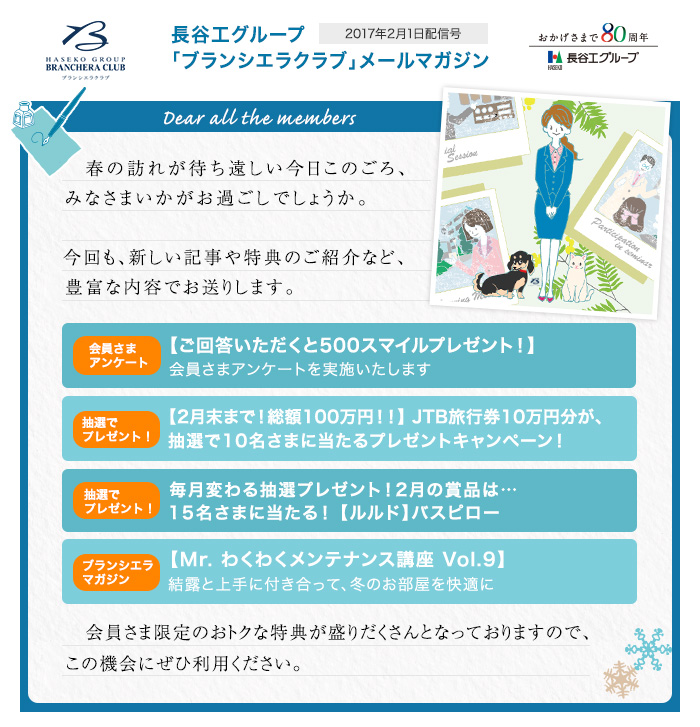 HASEKO GROUP
BRANCHERA CLUB
ブランシエラクラブ
長谷工グループ
2017年2月1日配信号
「ブランシエラクラブ」メールマガジン
おかげさまで80周年
HASEKO
長谷工グループ
Dear all the members
春の訪れが待ち遠しい今日このごろ、
みなさまいかがお過ごしでしょうか。
今回も、新しい記事や特典のご紹介など、
豊富な内容でお送りします。
Session
Participation
in seminar
会員さま
アンケート
【ご回答いただくと500スマイルプレゼント!】
会員さまアンケートを実施いたします
抽選で
プレゼント!
【2月末まで!総額100万円!!】JTB旅行券10万円分が、
抽選で10名さまに当たるプレゼントキャンペーン!
抽選で
プレゼント!
毎月変わる抽選プレゼント!2月の賞品は…
15名さまに当たる!【ルルド】バスピロー
ブランシエラ
マガジン
【Mr. わくわくメンテナンス講座 Vol.9】
結露と上手に付き合って、冬のお部屋を快適に
会員さま限定のおトクな特典が盛りだくさんとなっておりますので、
この機会にぜひ利用ください。